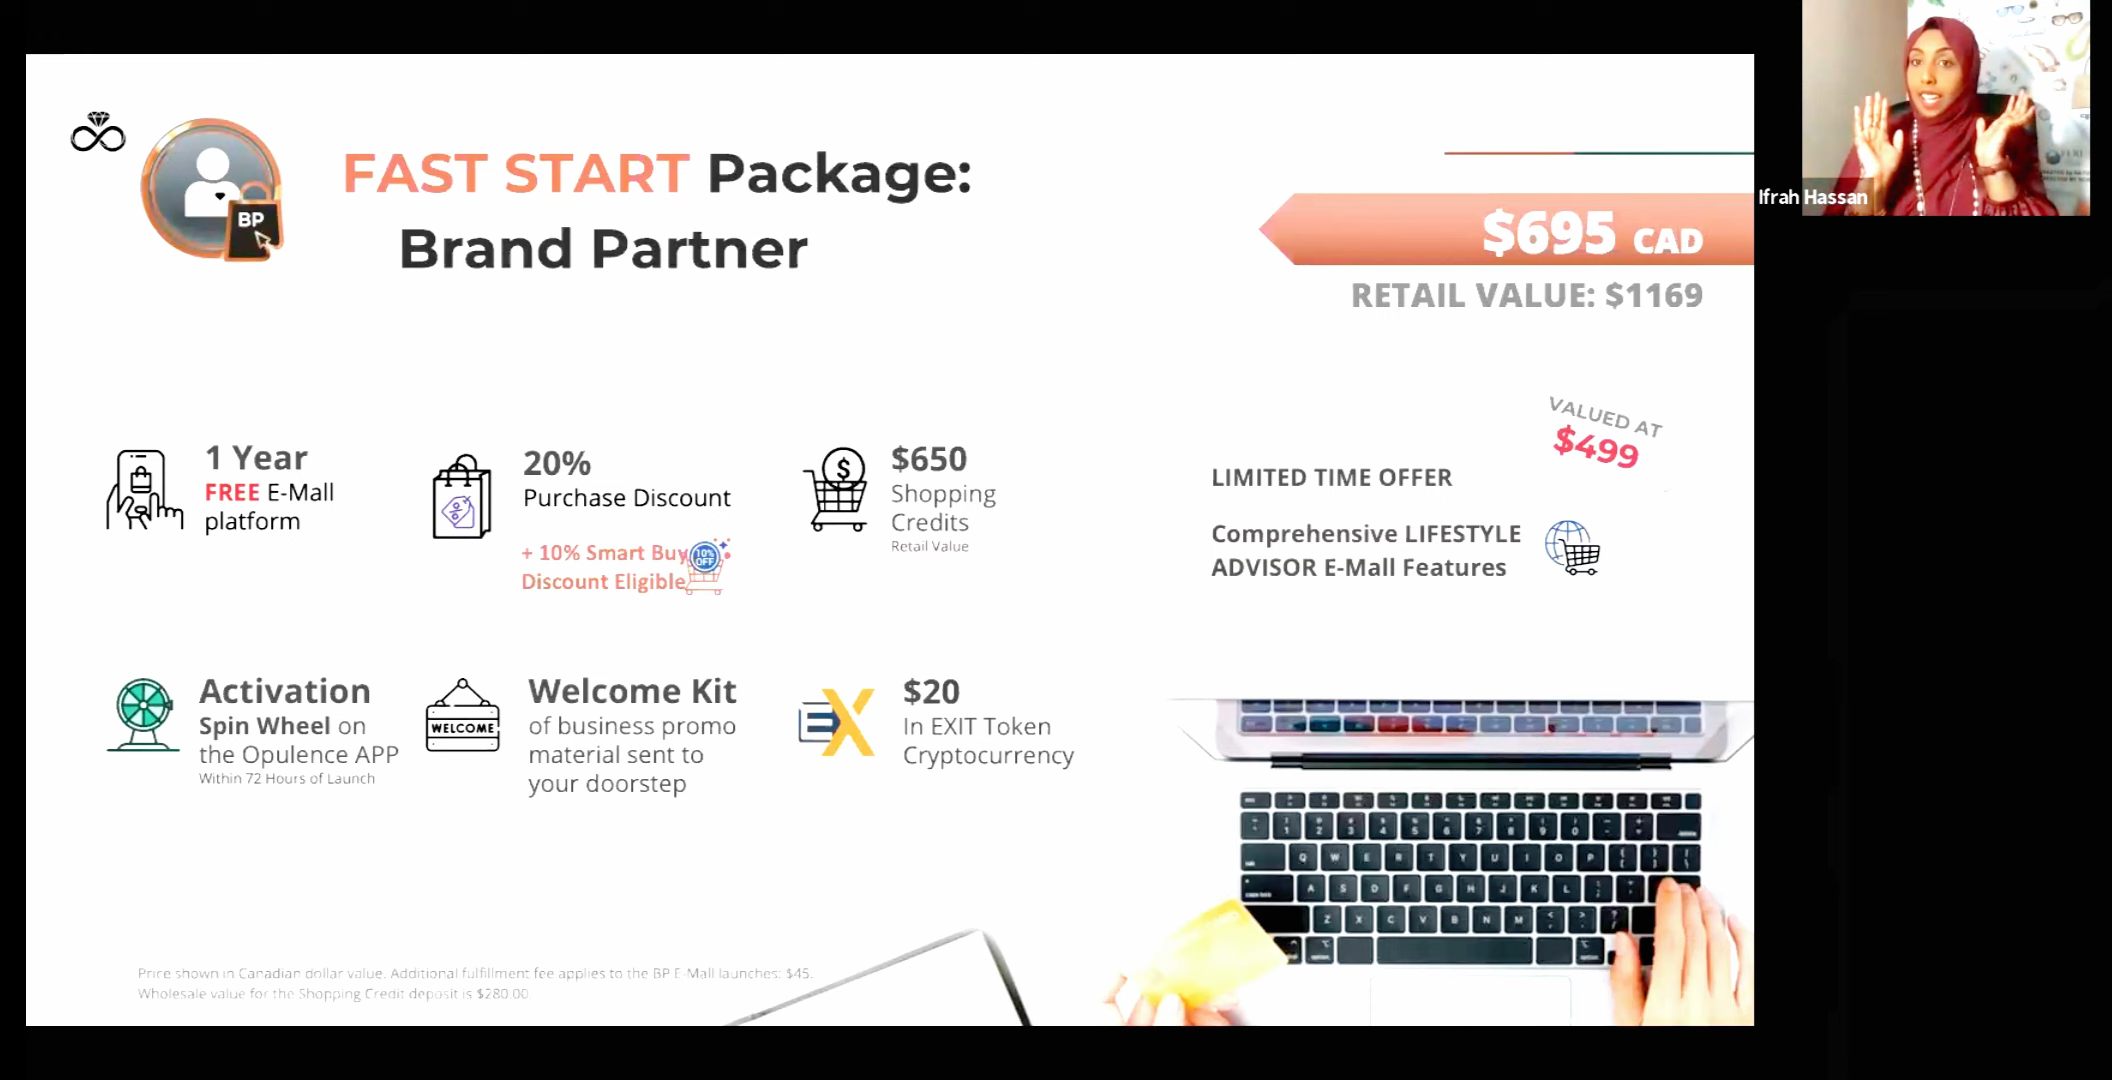 FAST START Package:
Brand Partner
BP
$695 CAD
RETAIL VALUE: $1169
Ifrah Hassan
1 Year
FREE E-Mall
platform
20%
Purchase Discount
+ 10% Smart Buy
Discount Eligible
10%
OFF
$650
Shopping
Credits
Retail Value
VALUED AT
$499
LIMITED TIME OFFER
Comprehensive LIFESTYLE
ADVISOR E-Mall Features
Activation
Spin Wheel on
the Opulence APP
Within 72 Hours of Launch
WELCOME
Welcome Kit
of business promo
material sent to
your doorstep
EX
$20
In EXIT Token
Cryptocurrency
Price shown in Canadian dollar value. Additional fulfillment fee applies to the BP E-Mall launches: $45.
Wholesale value for the Shopping Credit deposit is $280.00
Q W E R T Y U I O P
A S D F G H J K L
Z X C V B N M
option
option